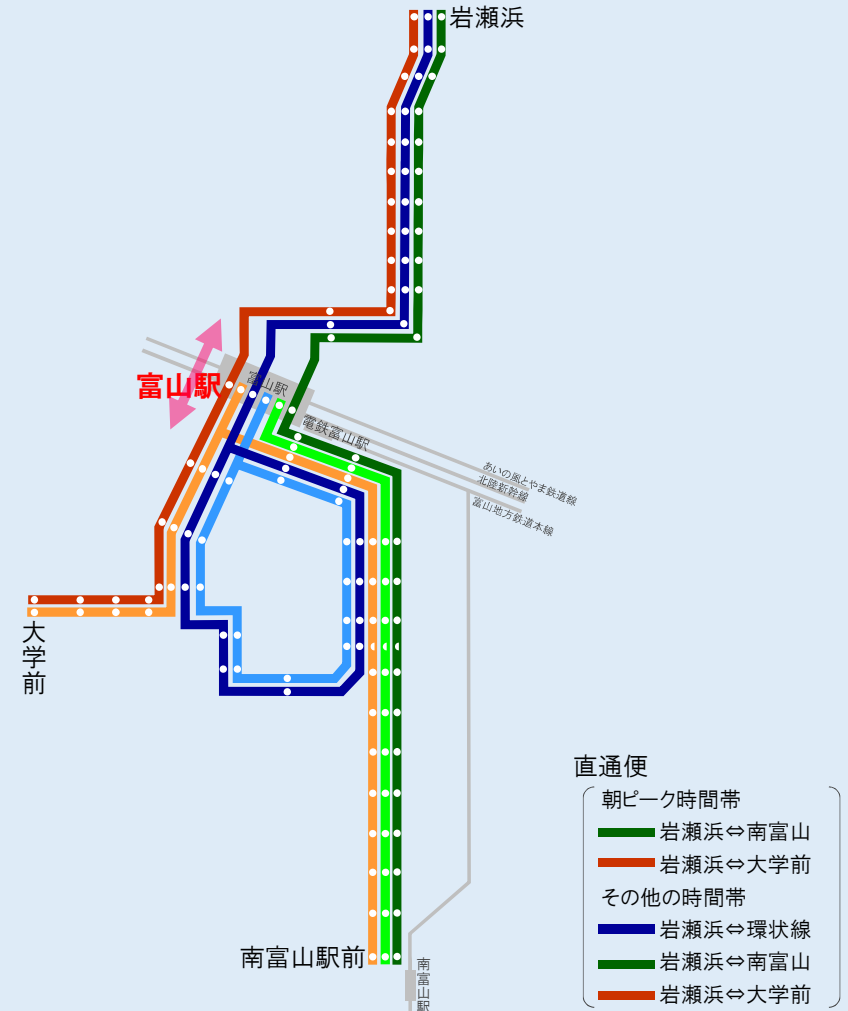 岩瀬浜
富山駅
富山駅
電鉄富山駅
あいの風とやま鉄道線
北陸新幹線
富山地方鉄道本線
大学前
南富山駅前
南富山駅
直通便
朝ピーク時間帯
岩瀬浜⇔南富山
岩瀬浜⇔大学前
その他の時間帯
岩瀬浜⇔環状線
岩瀬浜⇔南富山
岩瀬浜⇔大学前